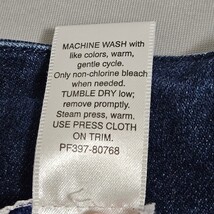 MACHINE WASH with
like colors, warm,
gentle cycle.
Only non-chlorine bleach
when needed.
TUMBLE DRY low;
remove promptly.
Steam press, warm.
USE PRESS CLOTH
ON TRIM.
PF397-80768